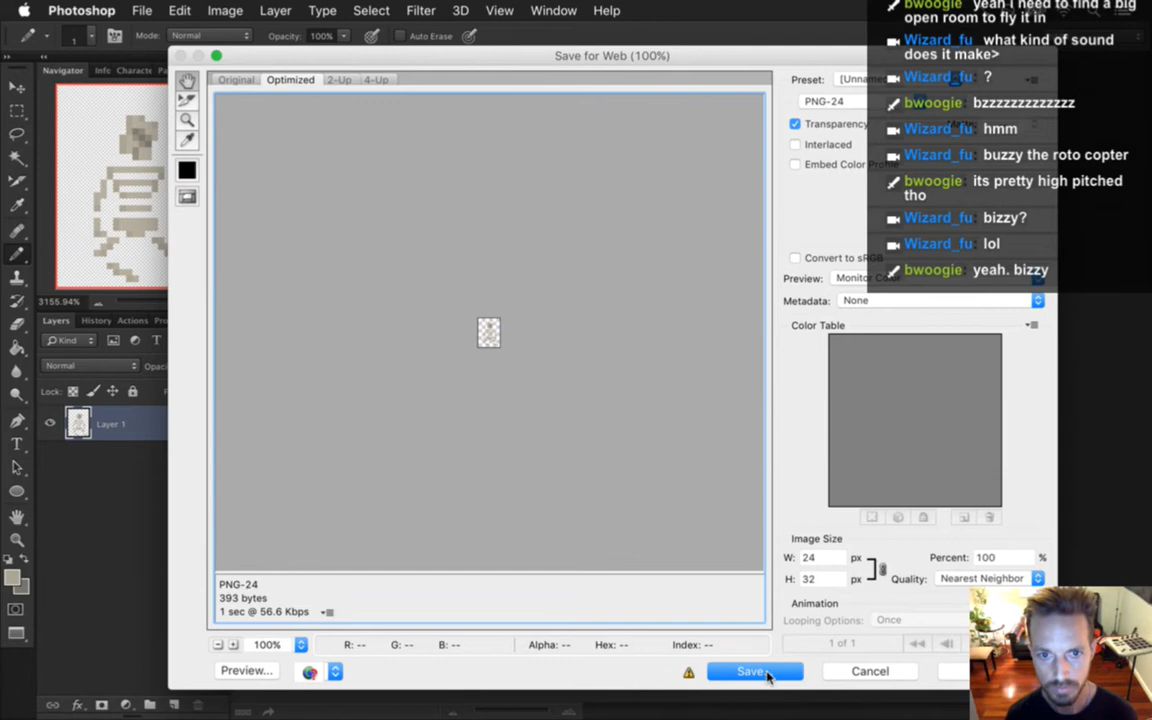 Photoshop File Edit Image Layer Type Select Filter 3D View Window Help
1 Mode: Normal Opacity: 100% Auto Erase
Navigator Info
3155.94%
Layers History Actions
Kind
Normal
Lock:
Layer 1
fx
Save for Web (100%)
Original Optimized 2-Up 4-Up
PNG-24
393 bytes
1 sec @ 56.6 Kbps
100% R: -- G: -- B: -- Alpha: -- Hex: -- Index: --
Preview... Save Cancel
Preset:
PNG-24
Transparency
Interlaced
Embed Color
Convert to sRGB
Preview: Monitor Color
Metadata: None
Color Table
Image Size
W: 24 px
H: 32 px
Percent: 100 %
Quality: Nearest Neighbor
Animation
Looping Options: Once
1 of 1
bwoogie: yeah i need to find a big
open room to fly it in
Wizard_fu: what kind of sound
does it make>
Wizard_fu: ?
bwoogie: bzzzzzzzzzzzzz
Wizard_fu: hmm
Wizard_fu: buzzy the roto copter
bwoogie: its pretty high pitched
tho
Wizard_fu: bizzy?
Wizard_fu: lol
bwoogie: yeah. bizzy